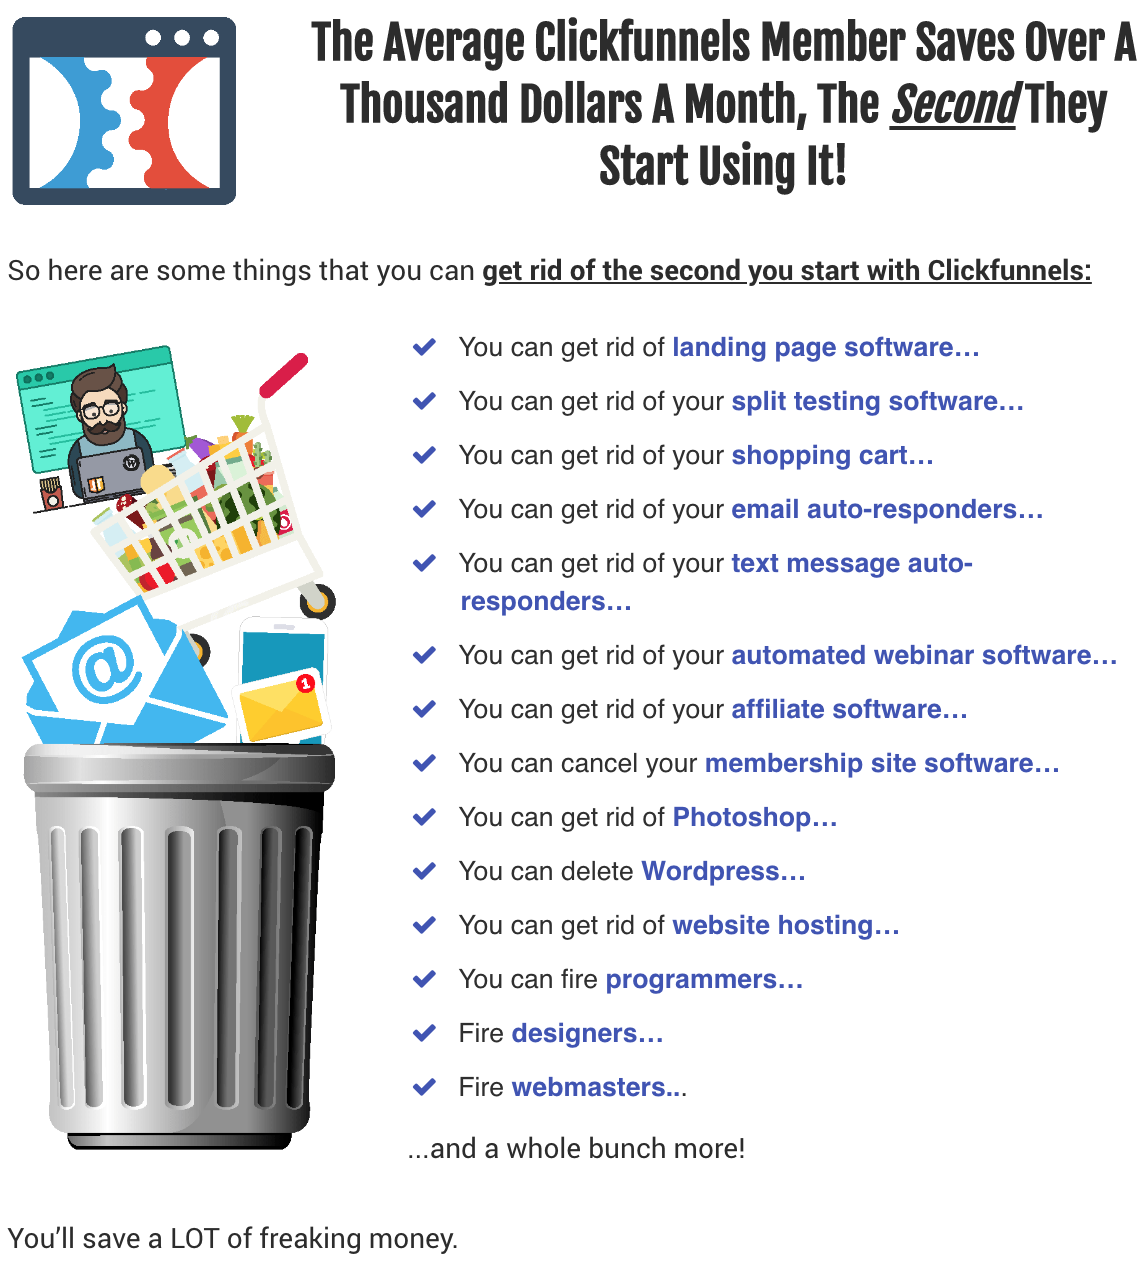 The Average Clickfunnels Member Saves Over A
Thousand Dollars A Month, The Second They
Start Using It!
So here are some things that you can get rid of the second you start with Clickfunnels:
You can get rid of landing page software…
You can get rid of your split testing software…
You can get rid of your shopping cart…
You can get rid of your email auto-responders…
You can get rid of your text message auto-
responders…
You can get rid of your automated webinar software…
You can get rid of your affiliate software…
You can cancel your membership site software…
You can get rid of Photoshop…
You can delete Wordpress…
You can get rid of website hosting…
You can fire programmers…
Fire designers…
Fire webmasters...
...and a whole bunch more!
You’ll save a LOT of freaking money.
@
1